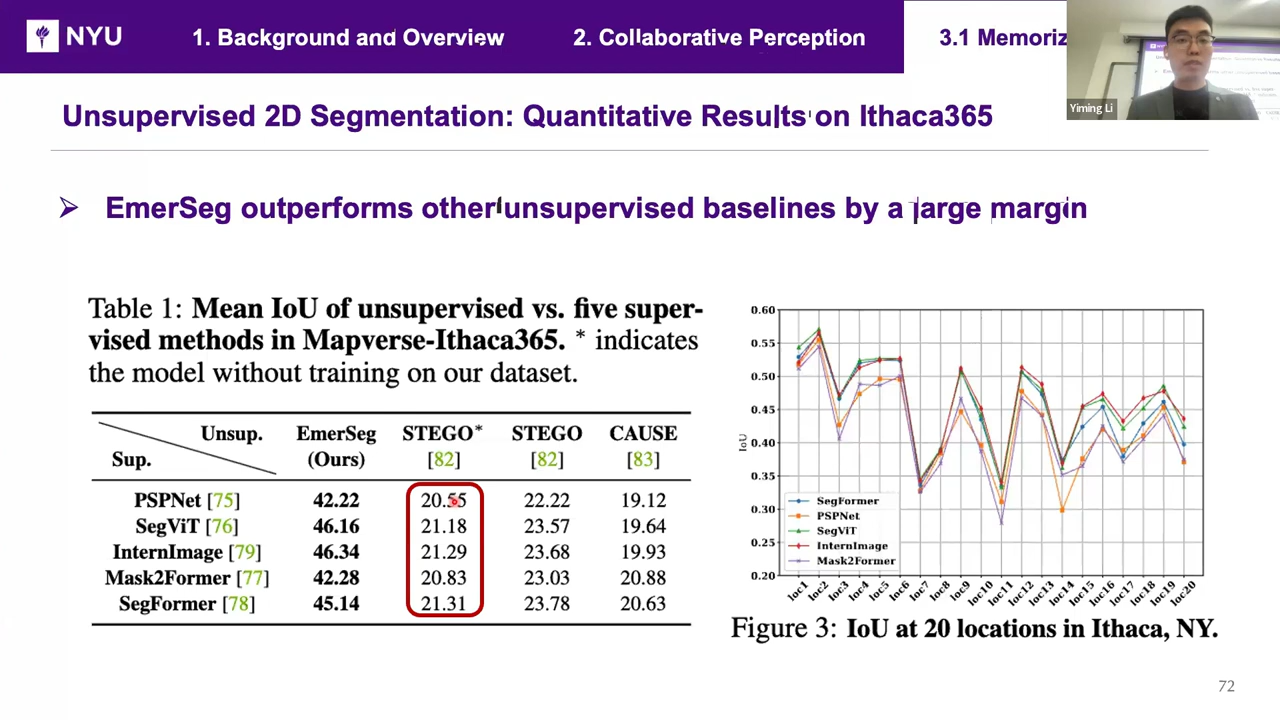 NYU
1. Background and Overview
2. Collaborative Perception
3.1 Memoriz
Yiming Li
Unsupervised 2D Segmentation: Quantitative Results on Ithaca365
EmerSeg outperforms other unsupervised baselines by a large margin
Table 1: Mean IoU of unsupervised vs. five super-
vised methods in Mapverse-Ithaca365. * indicates
the model without training on our dataset.
Unsup. EmerSeg STEGO* STEGO CAUSE
Sup. (Ours) [82] [82] [83]
PSPNet [75] 42.22 20.55 22.22 19.12
SegViT [76] 46.16 21.18 23.57 19.64
InternImage [79] 46.34 21.29 23.68 19.93
Mask2Former [77] 42.28 20.83 23.03 20.88
SegFormer [78] 45.14 21.31 23.78 20.63
0.60
0.55
0.50
0.45
0.40
0.35
0.30
0.25
0.20
IoU
SegFormer
PSPNet
SegViT
InternImage
Mask2Former
loc1 loc2 loc3 loc4 loc5 loc6 loc7 loc8 loc9 loc10 loc11 loc12 loc13 loc14 loc15 loc16 loc17 loc18 loc19 loc20
Figure 3: IoU at 20 locations in Ithaca, NY.
72